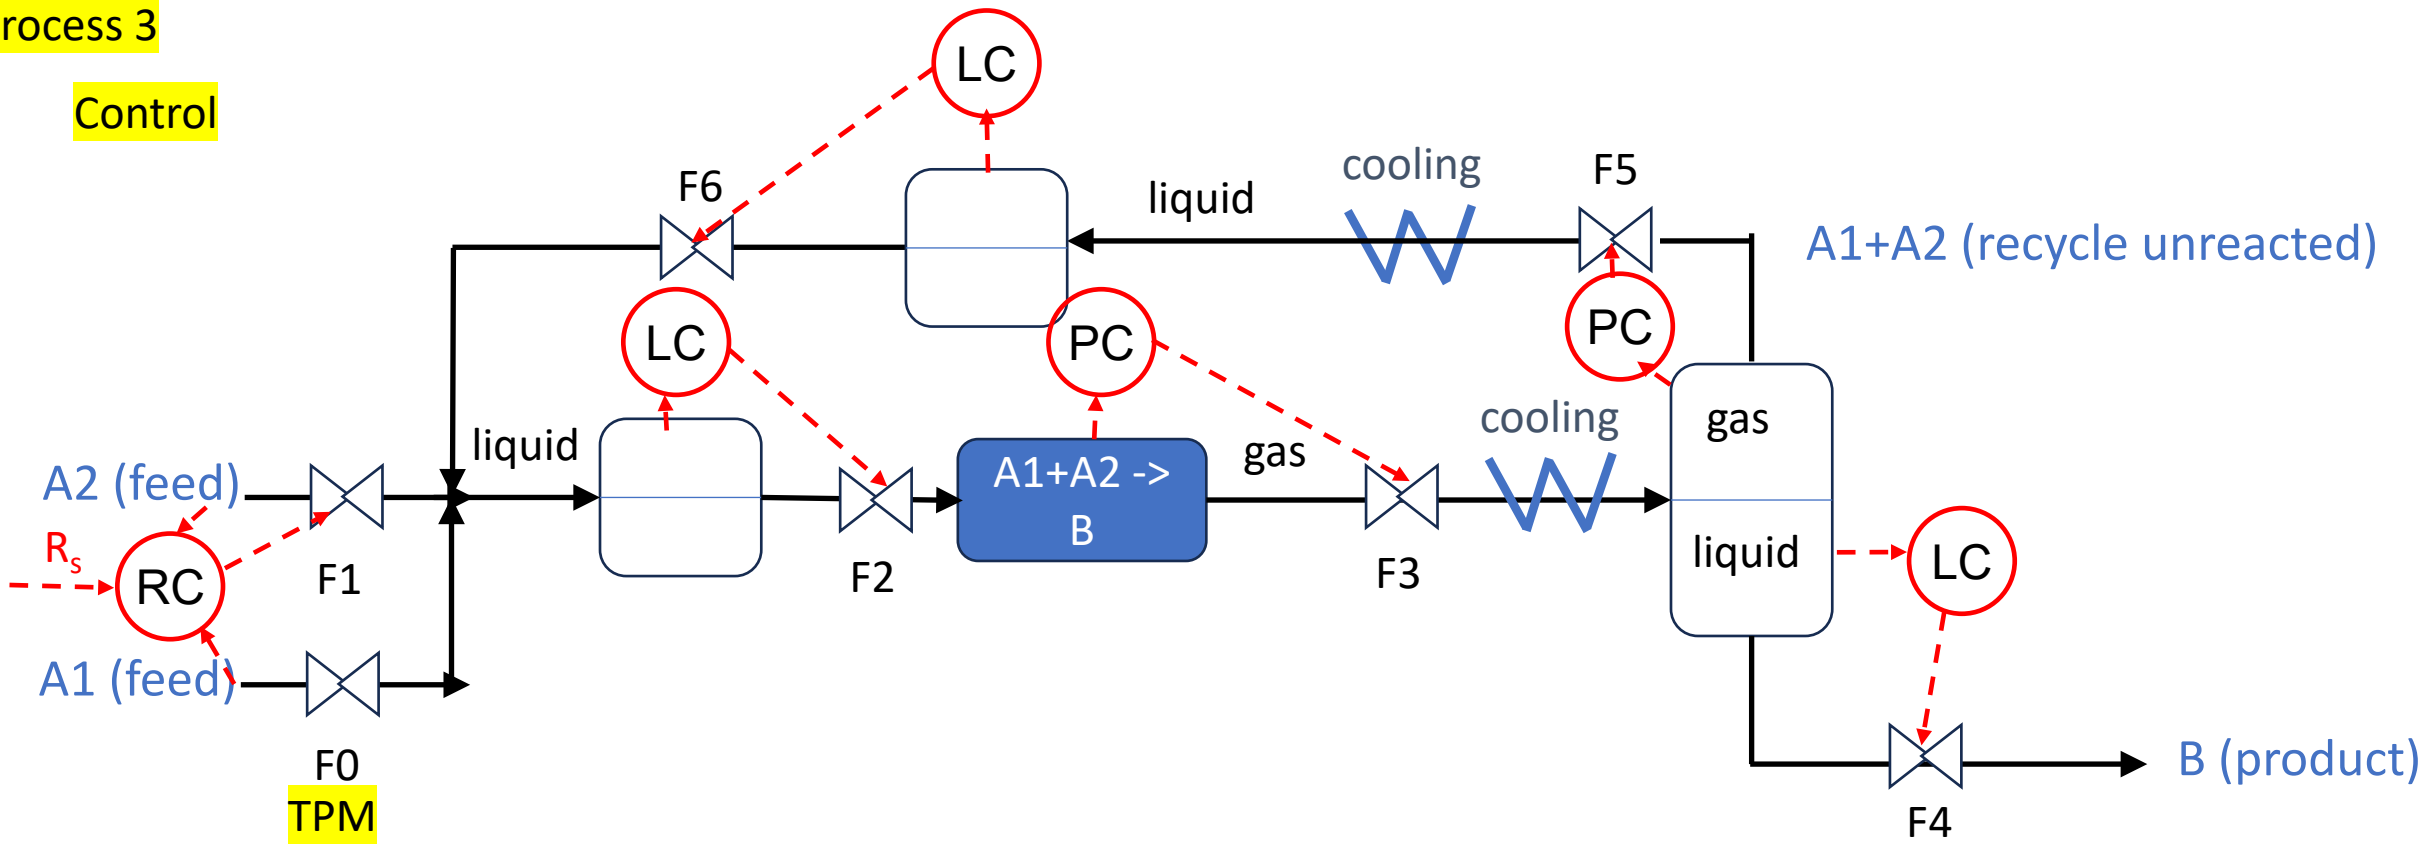 rocess 3
Control
LC
F6
liquid
cooling
F5
A1+A2 (recycle unreacted)
LC
PC
PC
liquid
gas
cooling
gas
A2 (feed)
A1+A2 ->
B
Rs
RC
F1
F2
F3
liquid
LC
A1 (feed)
F0
TPM
B (product)
F4